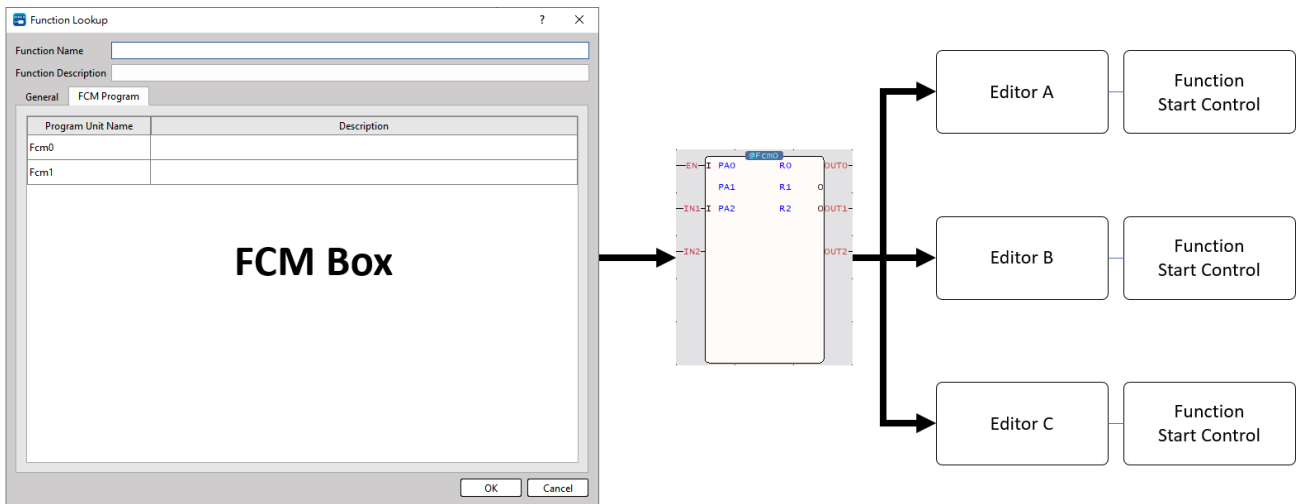 Function Lookup
?
Function Name
Function Description
General FCM Program
Program Unit Name Description
Fcm0
Fcm1
FCM Box
OK Cancel
@Fcm0
EN I PA0 R0 OUT0
PA1 R1 O
IN1 I PA2 R2 O OUT1
IN2 OUT2
Editor A
Function
Start Control
Editor B
Function
Start Control
Editor C
Function
Start Control